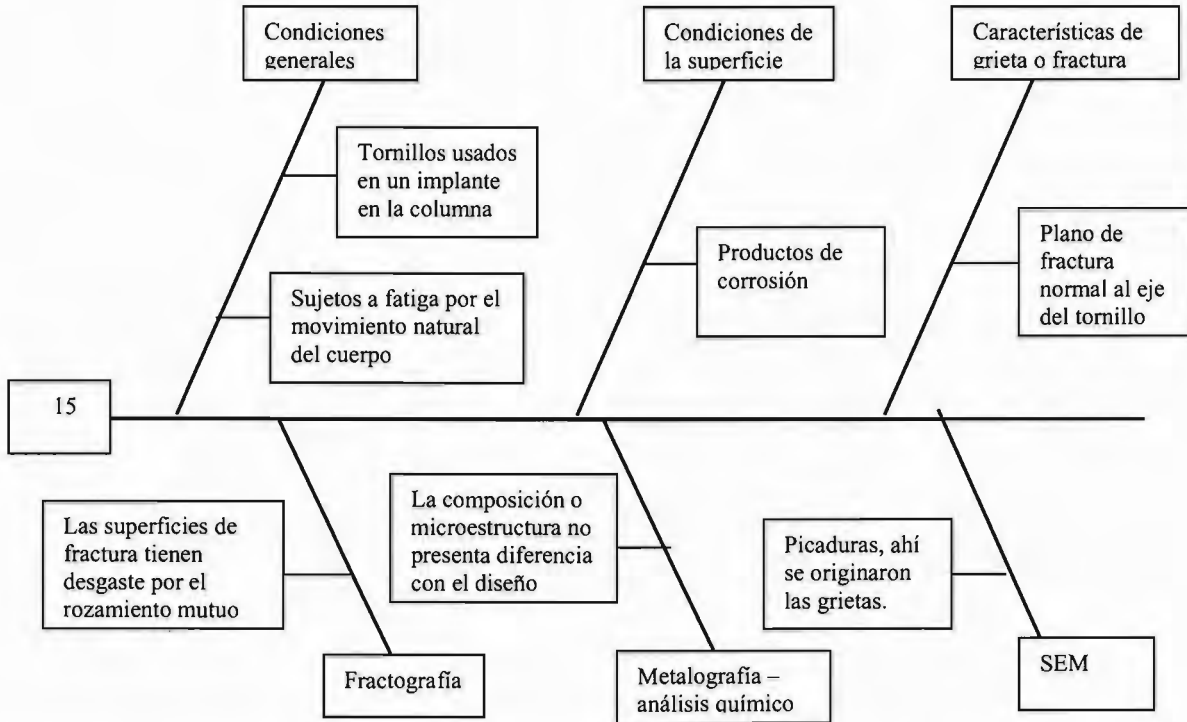 Condiciones
generales
Condiciones de
la superficie
Características de
grieta o fractura
Tornillos usados
en un implante
en la columna
Productos de
corrosión
Plano de
fractura
normal al eje
del tornillo
Sujetos a fatiga por el
movimiento natural
del cuerpo
15
Las superficies de
fractura tienen
desgaste por el
rozamiento mutuo
La composición o
microestructura no
presenta diferencia
con el diseño
Picaduras, ahí
se originaron
las grietas.
Fractografía
Metalografía –
análisis químico
SEM